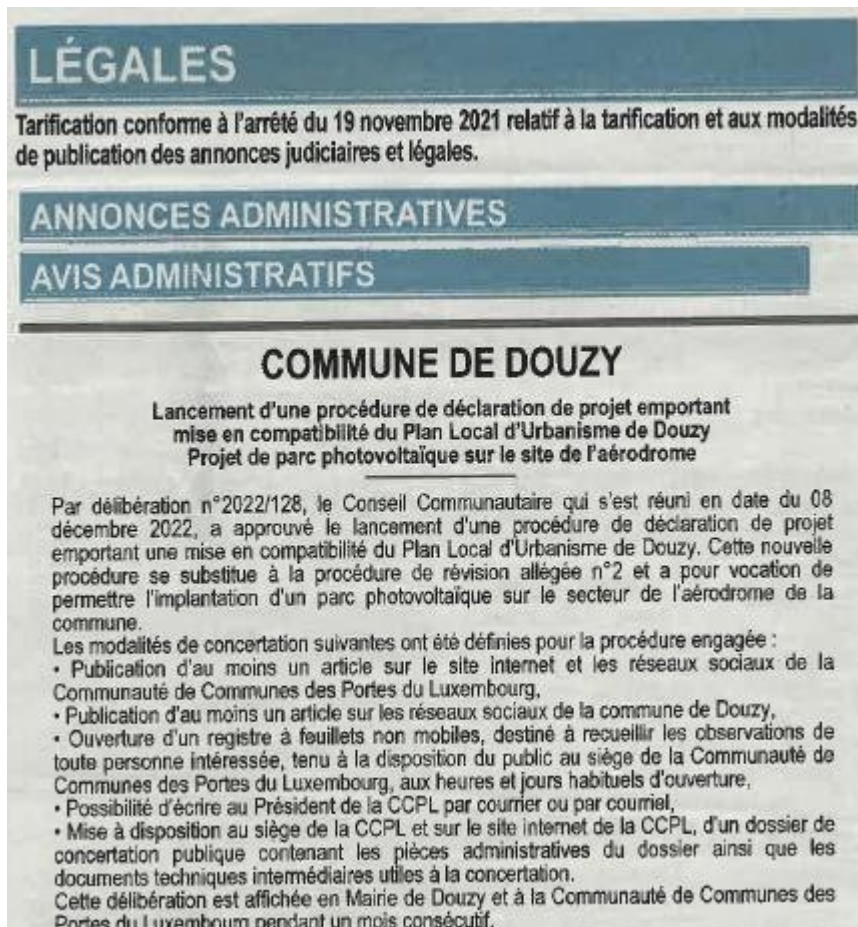 LÉGALES
Tarification conforme à l'arrêté du 19 novembre 2021 relatif à la tarification et aux modalités
de publication des annonces judiciaires et légales.
ANNONCES ADMINISTRATIVES
AVIS ADMINISTRATIFS
COMMUNE DE DOUZY
Lancement d'une procédure de déclaration de projet emportant
mise en compatibilité du Plan Local d'Urbanisme de Douzy
Projet de parc photovoltaïque sur le site de l'aérodrome
Par délibération n°2022/128, le Conseil Communautaire qui s'est réuni en date du 08
décembre 2022, a approuvé le lancement d'une procédure de déclaration de projet
emportant une mise en compatibilité du Plan Local d'Urbanisme de Douzy. Cette nouvelle
procédure se substitue à la procédure de révision allégée n°2 et a pour vocation de
permettre l'implantation d'un parc photovoltaïque sur le secteur de l'aérodrome de la
commune.
Les modalités de concertation suivantes ont été définies pour la procédure engagée :
• Publication d'au moins un article sur le site internet et les réseaux sociaux de la
Communauté de Communes des Portes du Luxembourg,
• Publication d'au moins un article sur les réseaux sociaux de la commune de Douzy,
• Ouverture d'un registre à feuillets non mobiles, destiné à recueillir les observations de
toute personne intéressée, tenu à la disposition du public au siège de la Communauté de
Communes des Portes du Luxembourg, aux heures et jours habituels d'ouverture,
• Possibilité d'écrire au Président de la CCPL par courrier ou par courriel,
• Mise à disposition au siège de la CCPL et sur le site internet de la CCPL, d'un dossier de
concertation publique contenant les pièces administratives du dossier ainsi que les
documents techniques intermédiaires utiles à la concertation.
Cette délibération est affichée en Mairie de Douzy et à la Communauté de Communes des
Portes du Luxembourg pendant un mois consécutif.